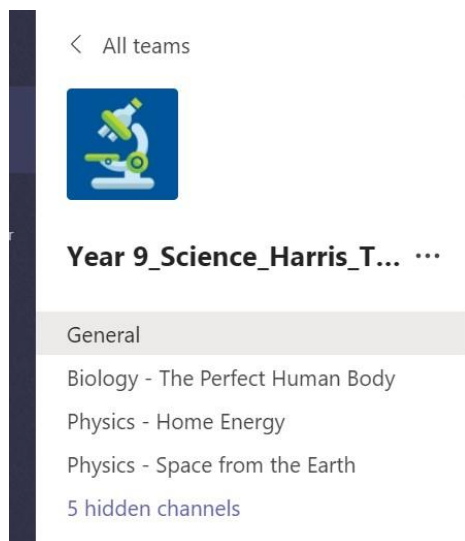 All teams
r
Year 9_Science_Harris_T...
General
Biology - The Perfect Human Body
Physics - Home Energy
Physics - Space from the Earth
5 hidden channels